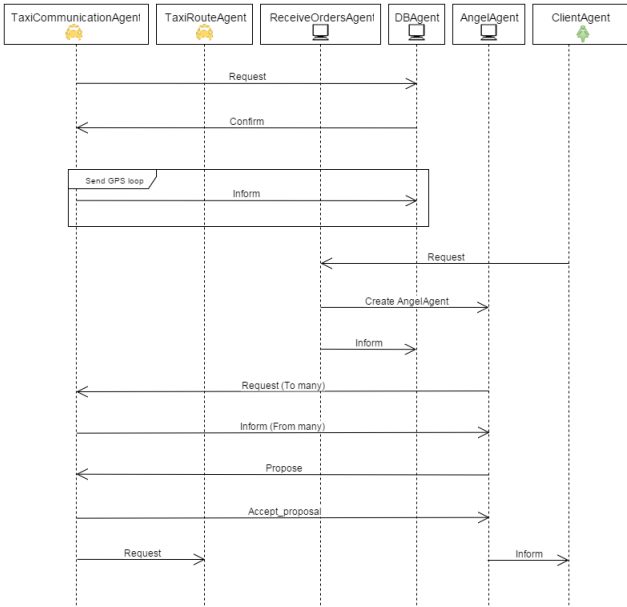 TaxiCommunicationAgent TaxiRouteAgent ReceiveOrdersAgent DBAgent AngelAgent ClientAgent
Request
Confirm
Send GPS loop
Inform
Request
Create AngelAgent
Inform
Request (To many)
Inform (From many)
Propose
Accept_proposal
Request Inform